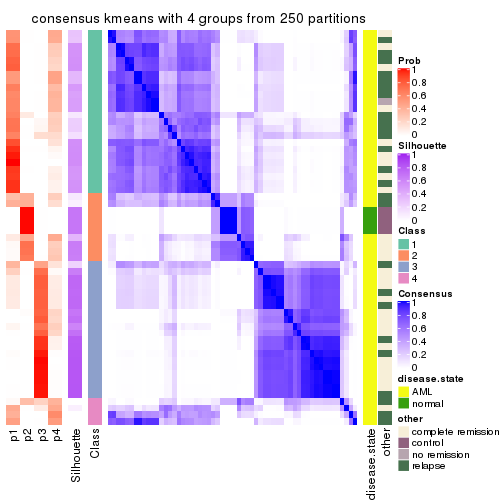 consensus kmeans with 4 groups from 250 partitions
p1
p2
p3
p4
Silhouette
Class
disease.state
other
Prob
1
0.8
0.6
0.4
0.2
0
Silhouette
1
0.8
0.6
0.4
0.2
0
Class
1
2
3
4
Consensus
1
0.8
0.6
0.4
0.2
0
disease.state
AML
normal
other
complete remission
control
no remission
relapse